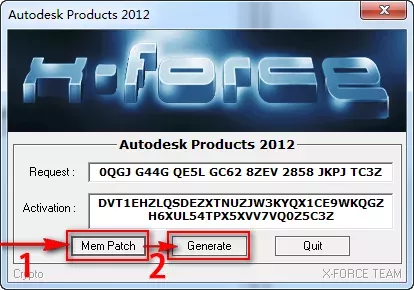 Autodesk Products 2012
X-FORCE
Autodesk Products 2012
Request :
0QGJ G44G QE5L GC62 8ZEV 2858 JKPJ TC3Z
Activation :
DVT1EHZLQSDEZXTNUZJW3KYQX1CE9WKQGZ
H6XUL54TPX5XVV7VQ0Z5C3Z
1
Mem Patch
2
Generate
Quit
Crypto
X-FORCE TEAM